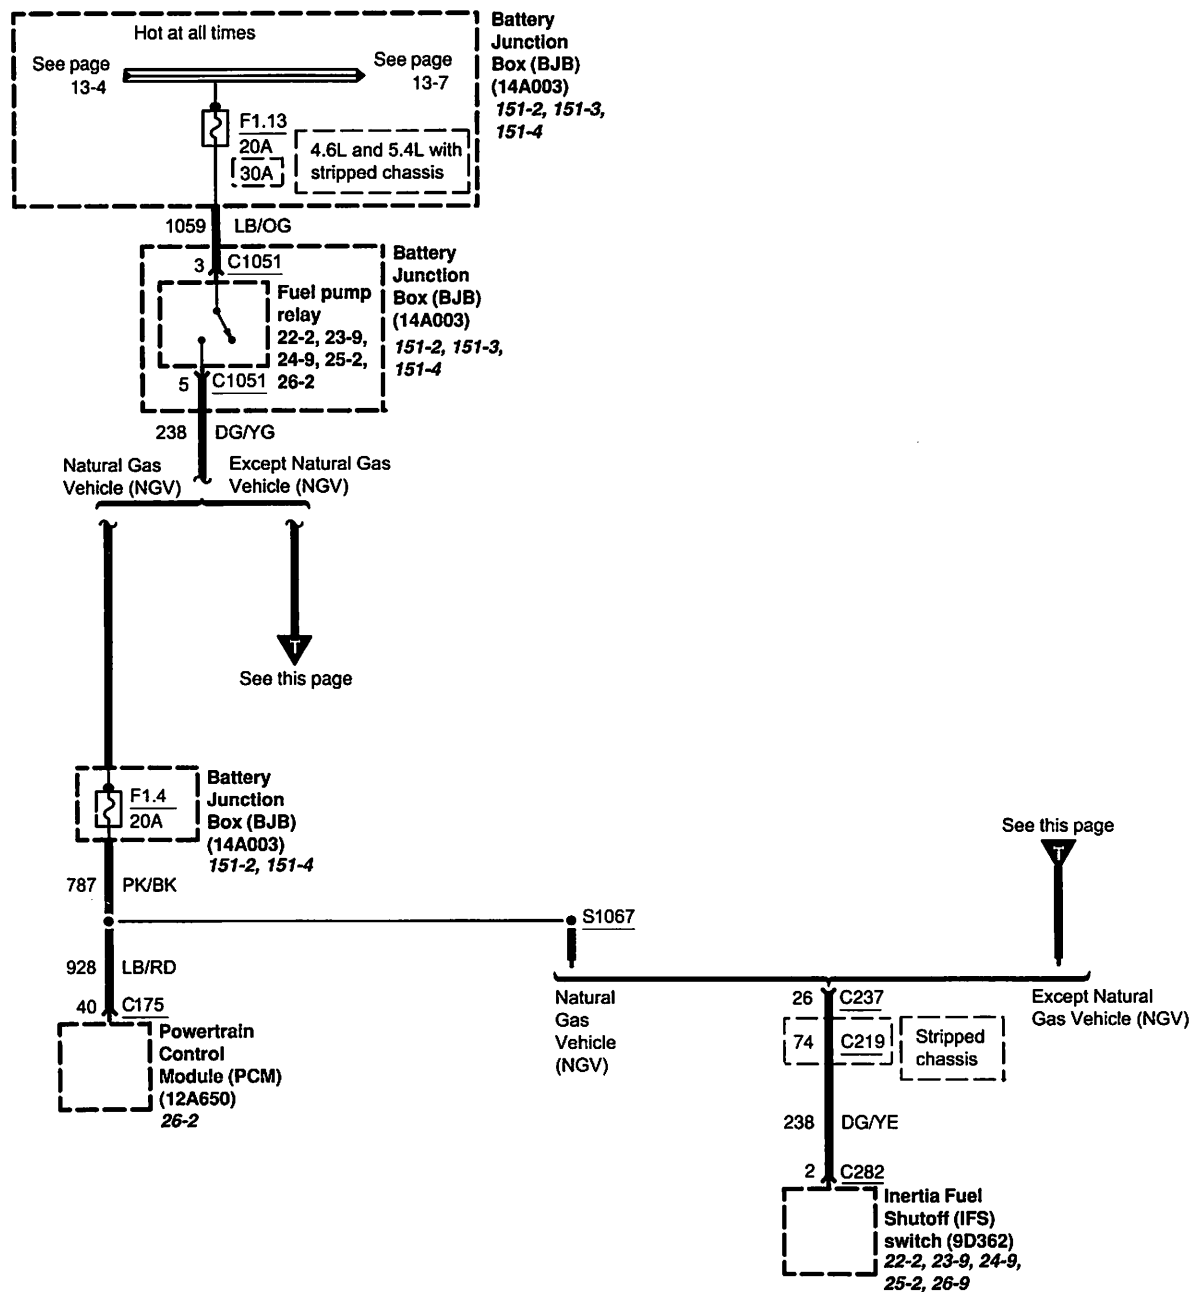 Hot at all times
See page
13-4
See page
13-7
Battery
Junction
Box (BJB)
(14A003)
151-2, 151-3,
151-4
F1.13
20A
30A
4.6L and 5.4L with
stripped chassis
1059 LB/OG
3 C1051
Battery
Junction
Box (BJB)
(14A003)
151-2, 151-3,
151-4
Fuel pump
relay
22-2, 23-9,
24-9, 25-2,
26-2
5 C1051
238 DG/YG
Natural Gas
Vehicle (NGV)
Except Natural Gas
Vehicle (NGV)
T
See this page
F1.4
20A
Battery
Junction
Box (BJB)
(14A003)
151-2, 151-4
787 PK/BK
See this page
T
S1067
928 LB/RD
40 C175
Powertrain
Control
Module (PCM)
(12A650)
26-2
Natural
Gas
Vehicle
(NGV)
26 C237
74 C219
Stripped
chassis
Except Natural
Gas Vehicle (NGV)
238 DG/YE
2 C282
Inertia Fuel
Shutoff (IFS)
switch (9D362)
22-2, 23-9, 24-9,
25-2, 26-9